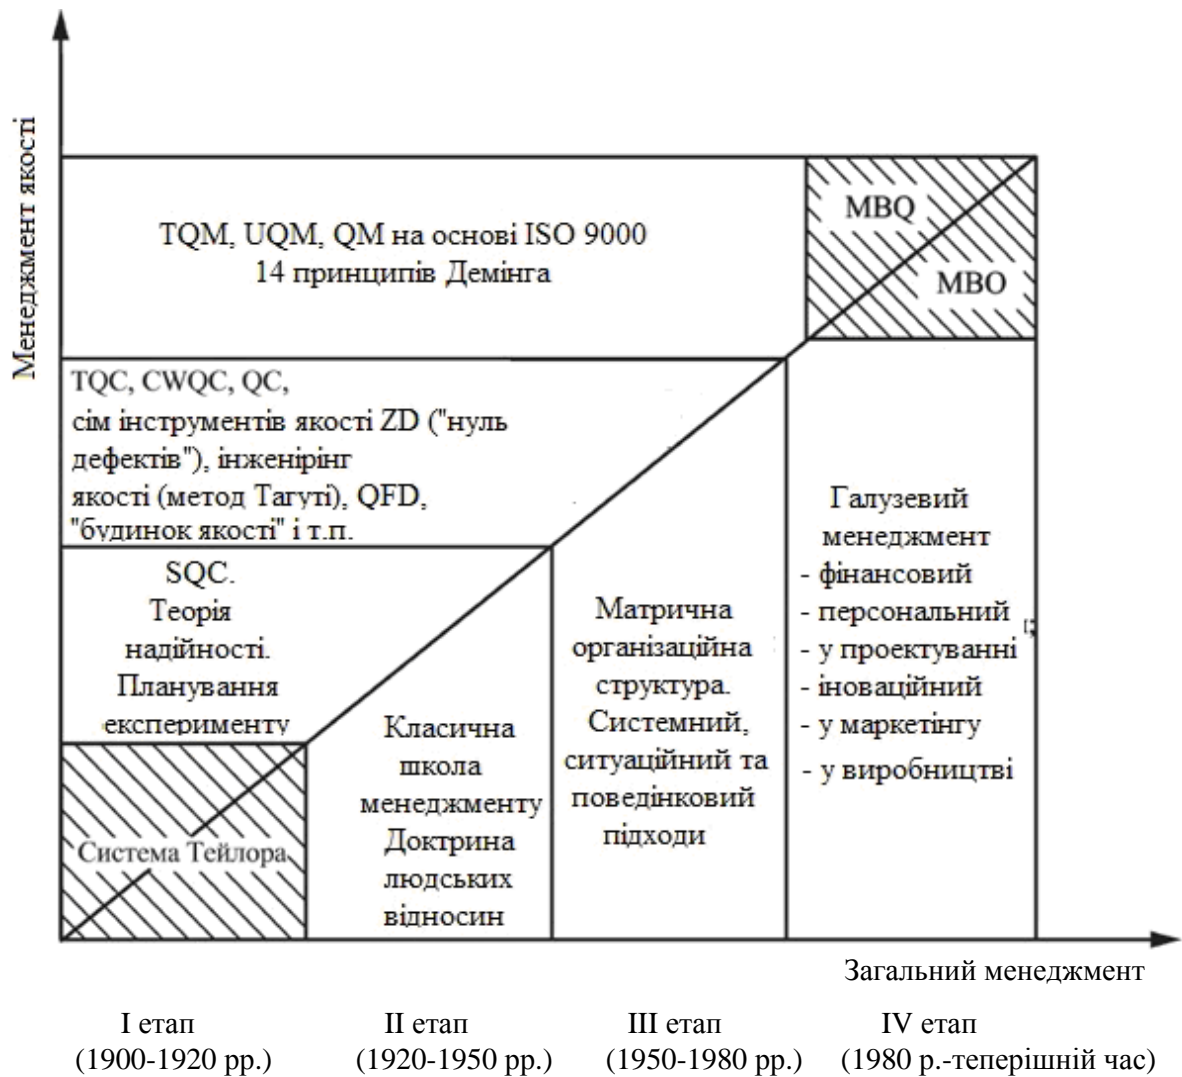 Менеджмент якості
TQM, UQM, QM на основі ISO 9000
14 принципів Демінга
MBQ
MBO
TQC, CWQC, QC,
сім інструментів якості ZD ("нуль
дефектів"), інженірінг
якості (метод Тагуті), QFD,
"будинок якості" і т.п.
SQC.
Теорія
надійності.
Планування
експерименту
Система Тейлора
Класична
школа
менеджменту
Доктрина
людських
відносин
Матрична
організаційна
структура.
Системний,
ситуаційний та
поведінковий
підходи
Галузевий
менеджмент
- фінансовий
- персональний
- у проектуванні
- іноваційний
- у маркетінгу
- у виробництві
Загальний менеджмент
I етап
(1900-1920 рр.)
II етап
(1920-1950 рр.)
III етап
(1950-1980 рр.)
IV етап
(1980 р.-теперішній час)